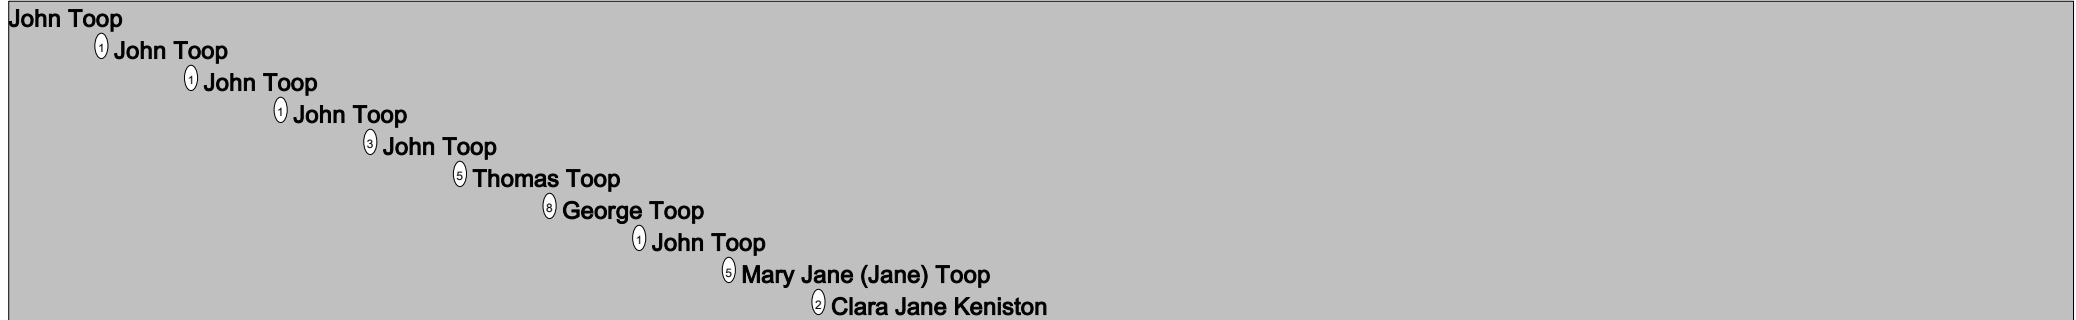 John Toop
1 John Toop
1 John Toop
1 John Toop
3 John Toop
5 Thomas Toop
8 George Toop
1 John Toop
5 Mary Jane (Jane) Toop
2 Clara Jane Keniston